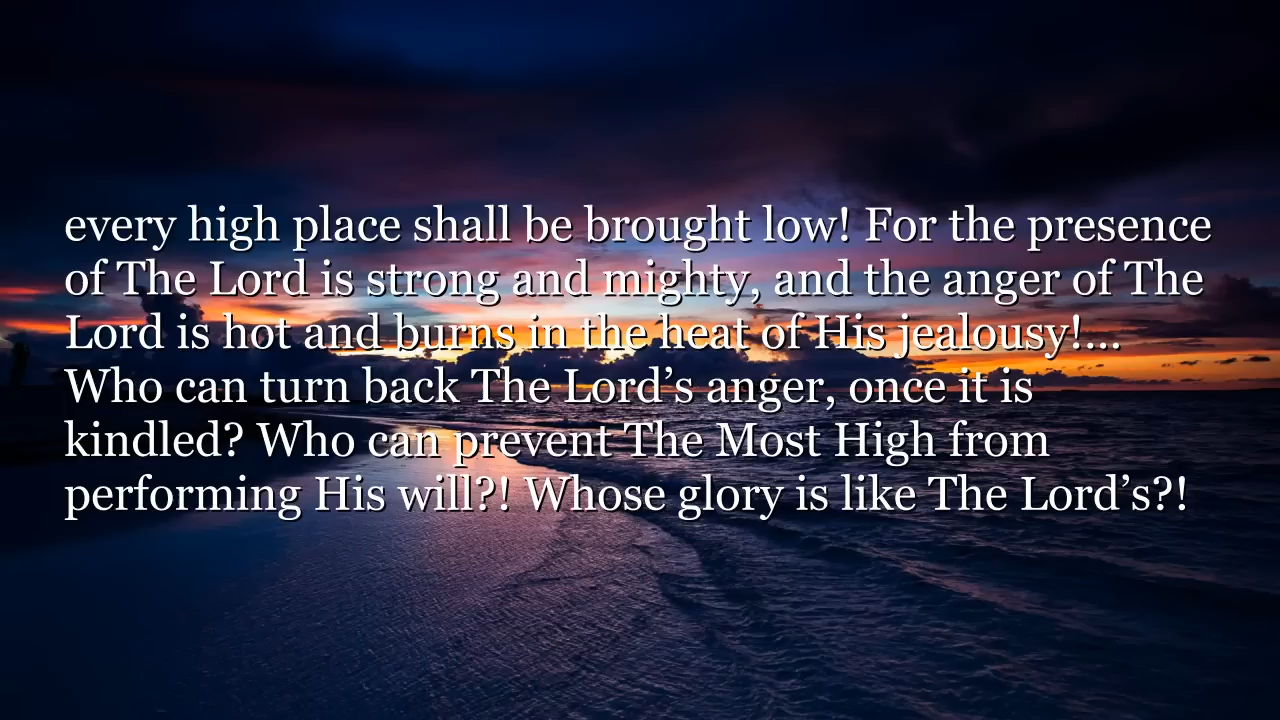 every high place shall be brought low! For the presence
of The Lord is strong and mighty, and the anger of The
Lord is hot and burns in the heat of His jealousy!...
Who can turn back The Lord’s anger, once it is
kindled? Who can prevent The Most High from
performing His will?! Whose glory is like The Lord’s?!